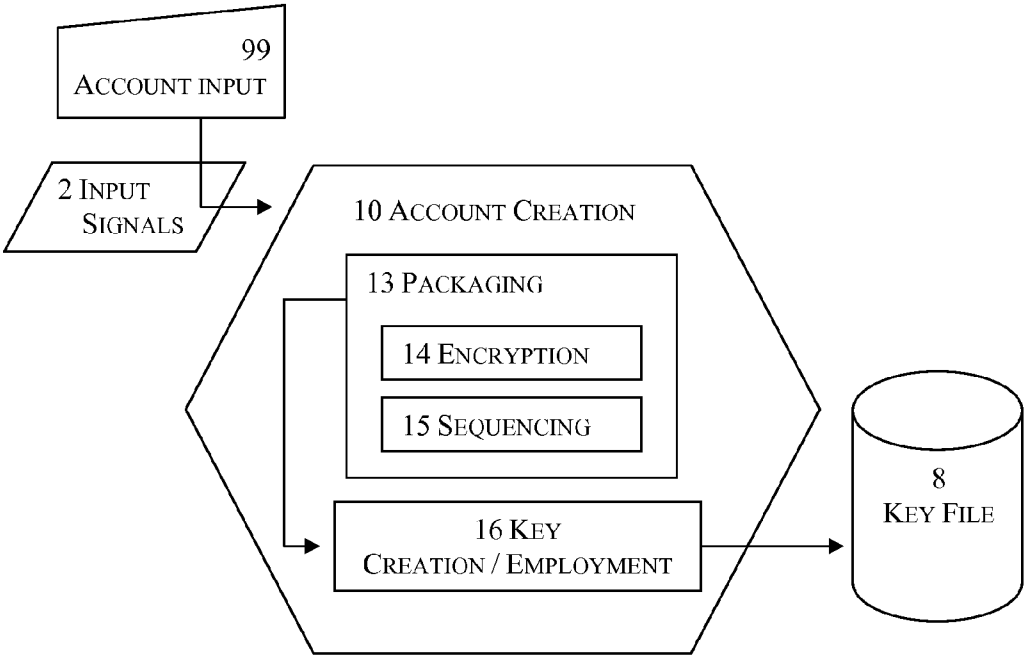 99
ACCOUNT INPUT
2 INPUT
SIGNALS
10 ACCOUNT CREATION
13 PACKAGING
14 ENCRYPTION
15 SEQUENCING
16 KEY
CREATION / EMPLOYMENT
8
KEY FILE